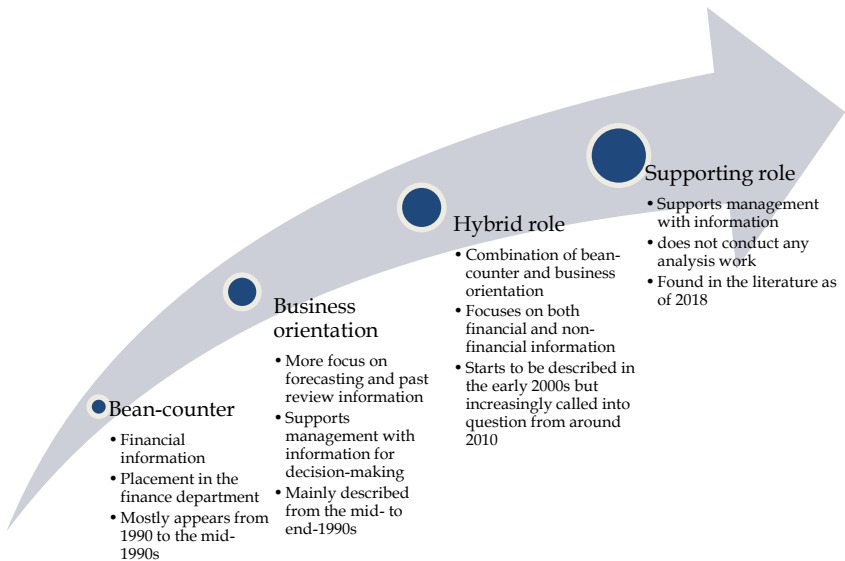 Bean-counter
• Financial
information
• Placement in the
finance department
• Mostly appears from
1990 to the mid-
1990s
Business
orientation
• More focus on
forecasting and past
review information
• Supports
management with
information for
decision-making
• Mainly described
from the mid- to
end-1990s
Hybrid role
• Combination of bean-
counter and business
orientation
• Focuses on both
financial and non-
financial information
• Starts to be described in
the early 2000s but
increasingly called into
question from around
2010
Supporting role
• Supports management
with information
• does not conduct any
analysis work
• Found in the literature as
of 2018